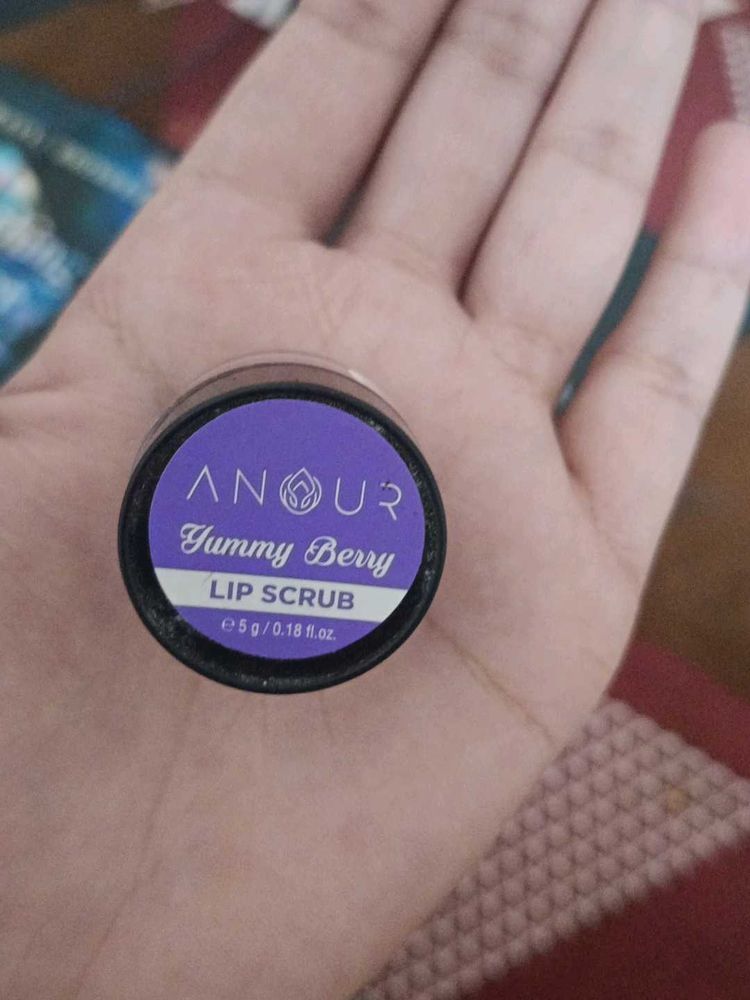 ANOUR
Yummy Berry
LIP SCRUB
℮ 5 g / 0.18 fl.oz.